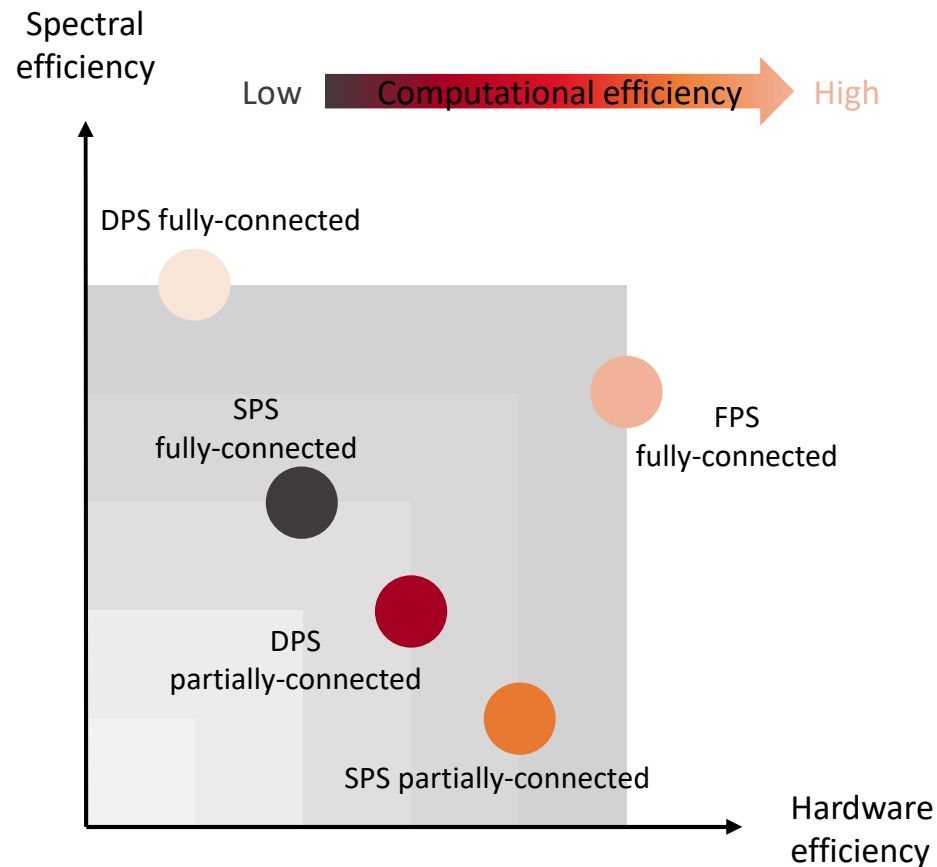 Spectral
efficiency
Low
Computational efficiency
High
DPS fully-connected
SPS
fully-connected
FPS
fully-connected
DPS
partially-connected
SPS partially-connected
Hardware
efficiency